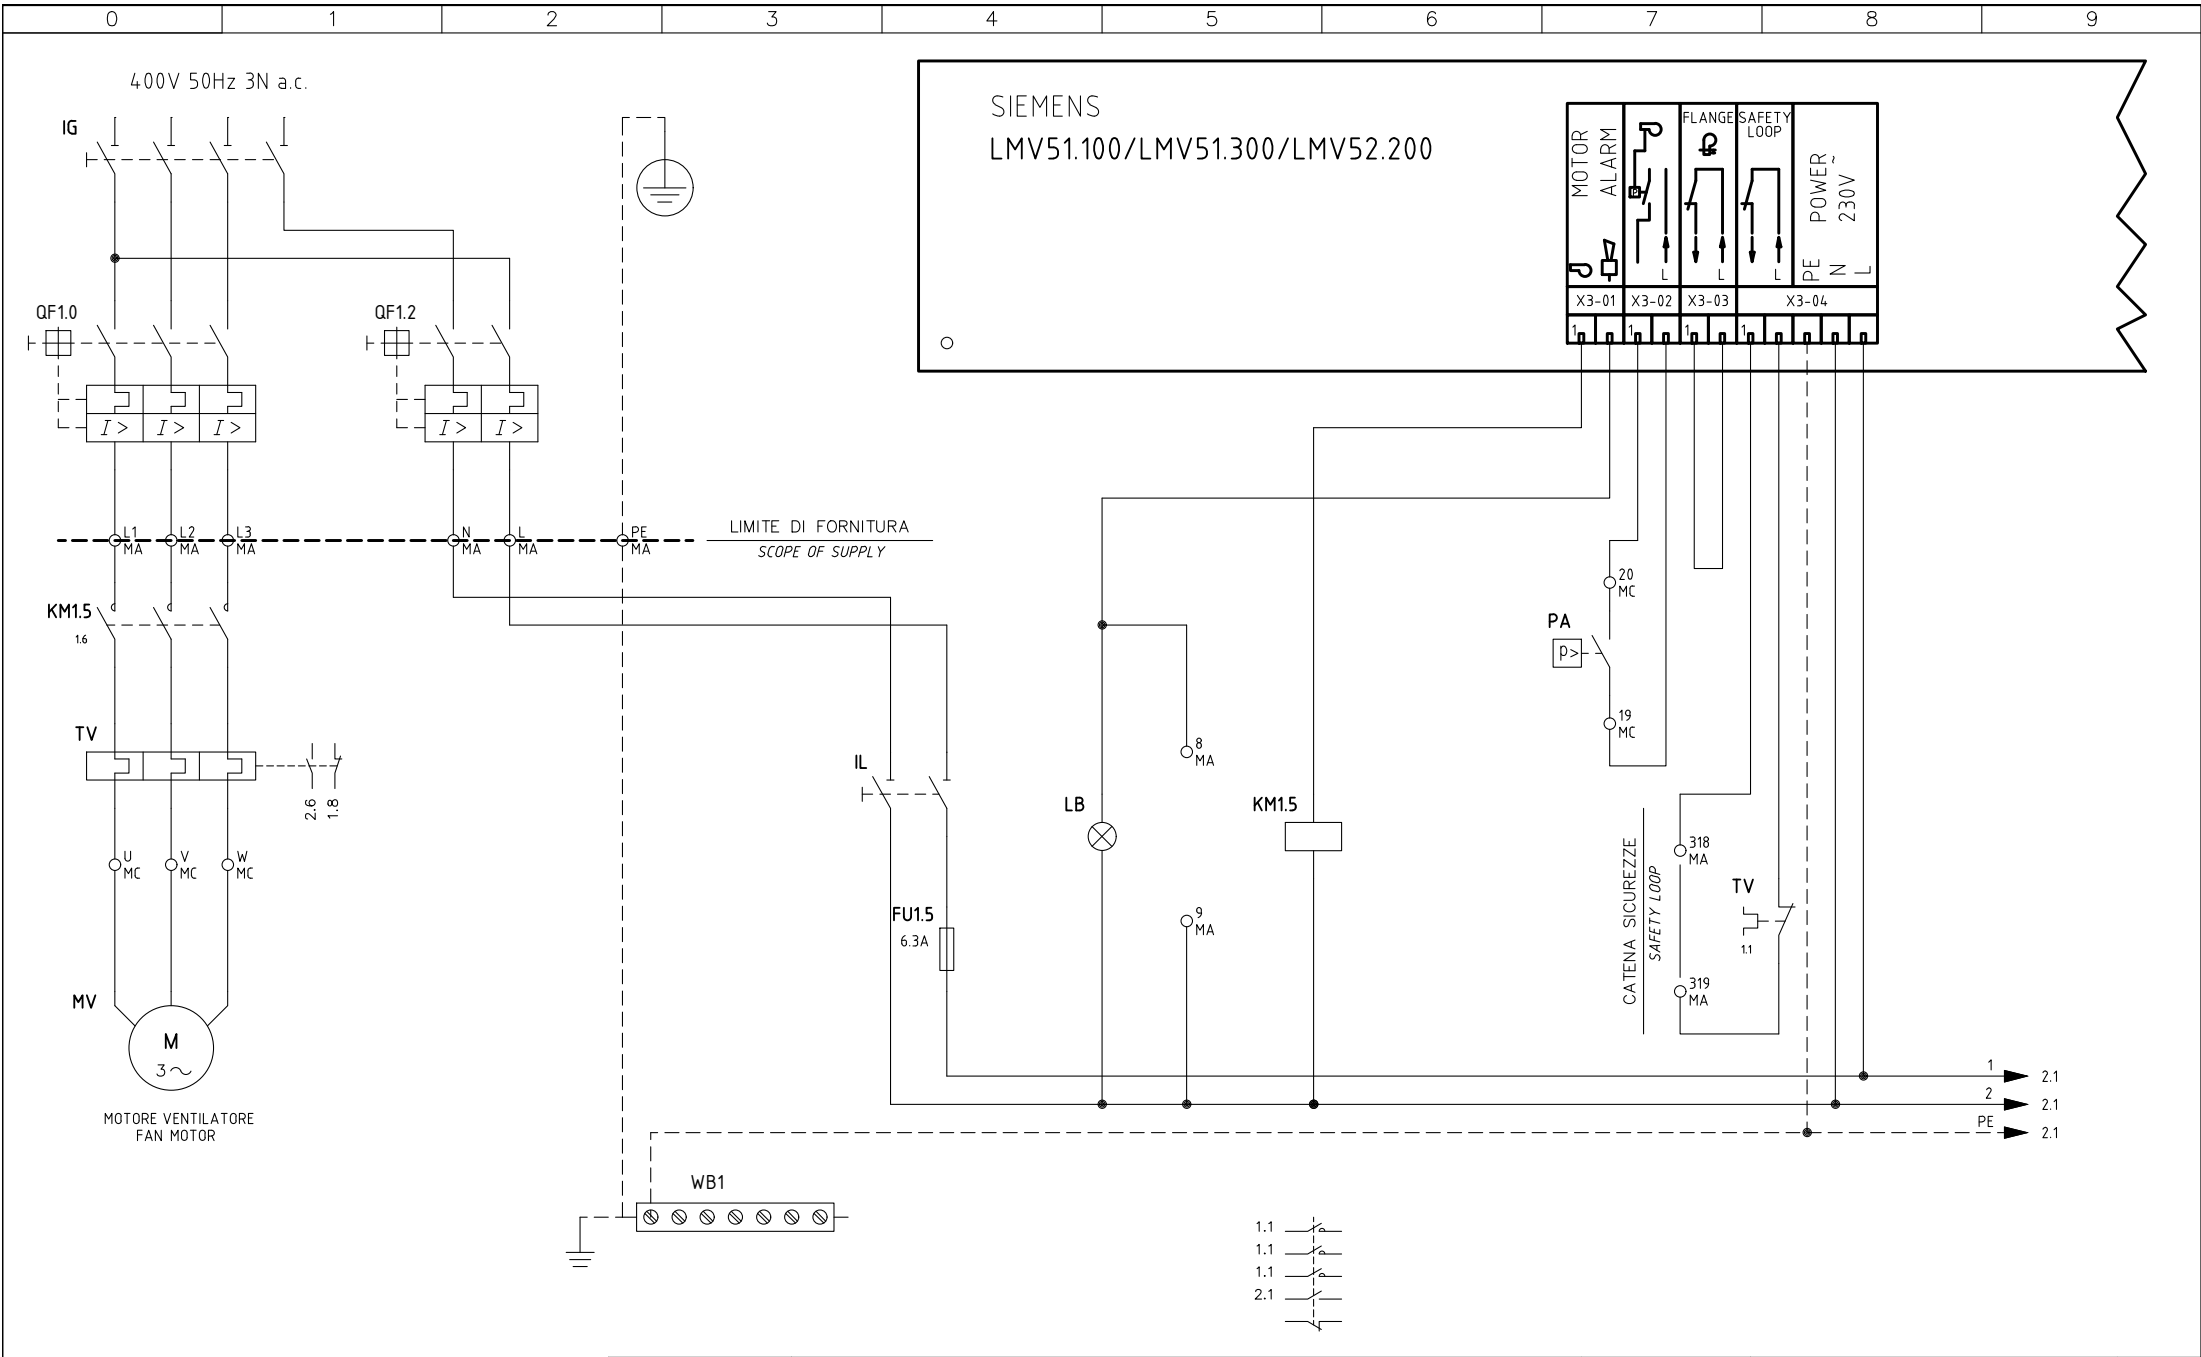 0 1 2 3 4 5 6 7 8 9
400V 50Hz 3N a.c.
IG
SIEMENS
LMV51.100/LMV51.300/LMV52.200
MOTOR
ALARM
FLANGE
SAFETY
LOOP
POWER~
230V
P
L
L
L
PE
N
L
X3-01
X3-02
X3-03
X3-04
1
1
1
1
QF1.0
I >
I >
I >
QF1.2
I >
I >
L1
MA
L2
MA
L3
MA
N
MA
L
MA
PE
MA
LIMITE DI FORNITURA
SCOPE OF SUPPLY
KM1.5
1.6
TV
2.6
1.8
U
MC
V
MC
W
MC
MV
M
3~
MOTORE VENTILATORE
FAN MOTOR
IL
FU1.5
6.3A
LB
8
MA
9
MA
KM1.5
20
MC
PA
p>
19
MC
CATENA SICUREZZE
SAFETY LOOP
318
MA
319
MA
TV
1.1
1
2.1
2
2.1
PE
2.1
WB1
1.1
1.1
1.1
2.1